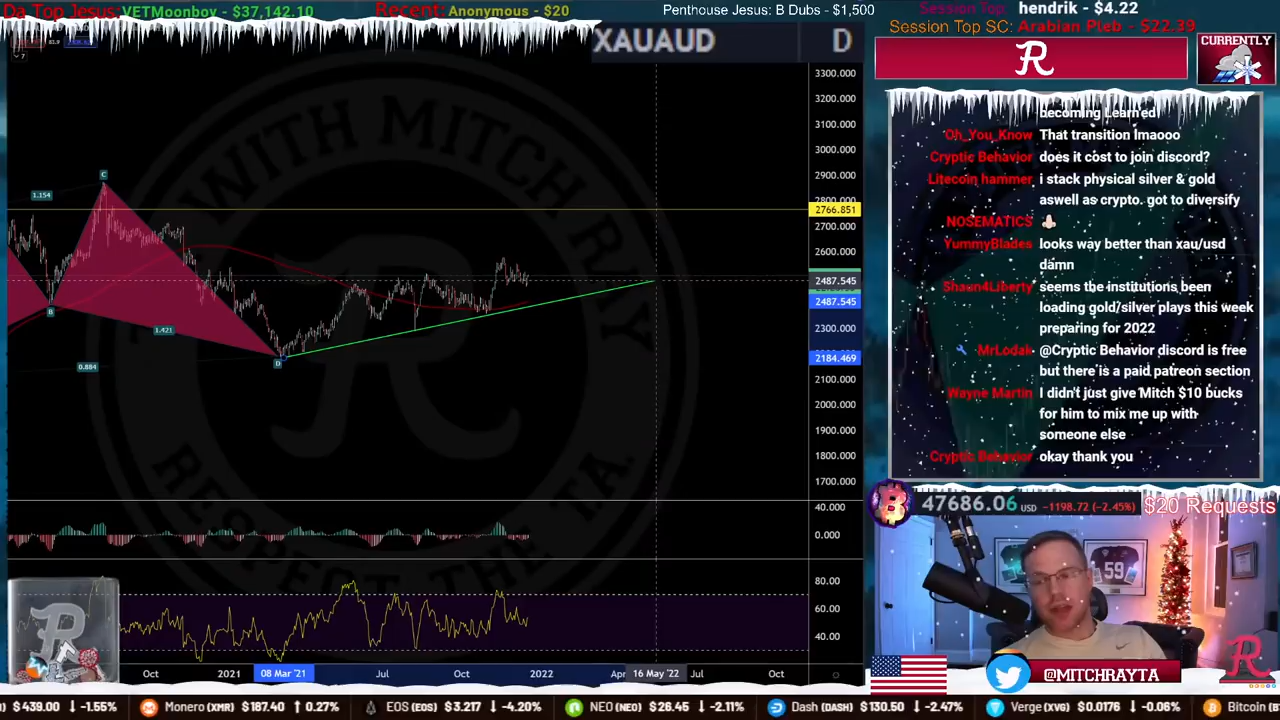 Da Top Jesus: VETMoonboy - $37,142.10
Recent: Anonymous - $20
Penthouse Jesus: B Dubs - $1,500
Session Top: hendrik - $4.22
Session Top SC: Arabian Pleb - $22.39
XAUAUD D
R
CURRENTLY
becoming Learned
Oh_You_Know That transition lmaooo
Cryptic Behavior does it cost to join discord?
Litecoin hammer i stack physical silver & gold
aswell as crypto. got to diversify
NOSEMATICS
YummyBlades looks way better than xau/usd
damn
Shaun4Liberty seems the institutions been
loading gold/silver plays this week
preparing for 2022
MrLodak @Cryptic Behavior discord is free
but there is a paid patreon section
Wayne Martin I didn't just give Mitch $10 bucks
for him to mix me up with
someone else
Cryptic Behavior okay thank you
3300.000
3200.000
3100.000
3000.000
2900.000
2800.000
2766.851
2700.000
2600.000
2487.545
2487.545
2300.000
2184.469
2100.000
2000.000
1900.000
1800.000
1700.000
40.000
0.000
80.00
60.00
40.00
1.154
C
B
1.421
0.884
D
Oct 2021 08 Mar '21 Jul Oct 2022 Apr 16 May '22 Jul Oct
47686.06 USD -1198.72 (-2.45%)
$20 Requests
59
@MITCHRAYTA
$439.00 ↓ -1.55% Monero (XMR) $187.40 ↑ 0.27% EOS (EOS) $3.217 ↓ -4.20% NEO (NEO) $26.45 ↓ -2.11% Dash (DASH) $130.50 ↓ -2.47% Verge (XVG) $0.0176 ↓ -0.06% Bitcoin (B